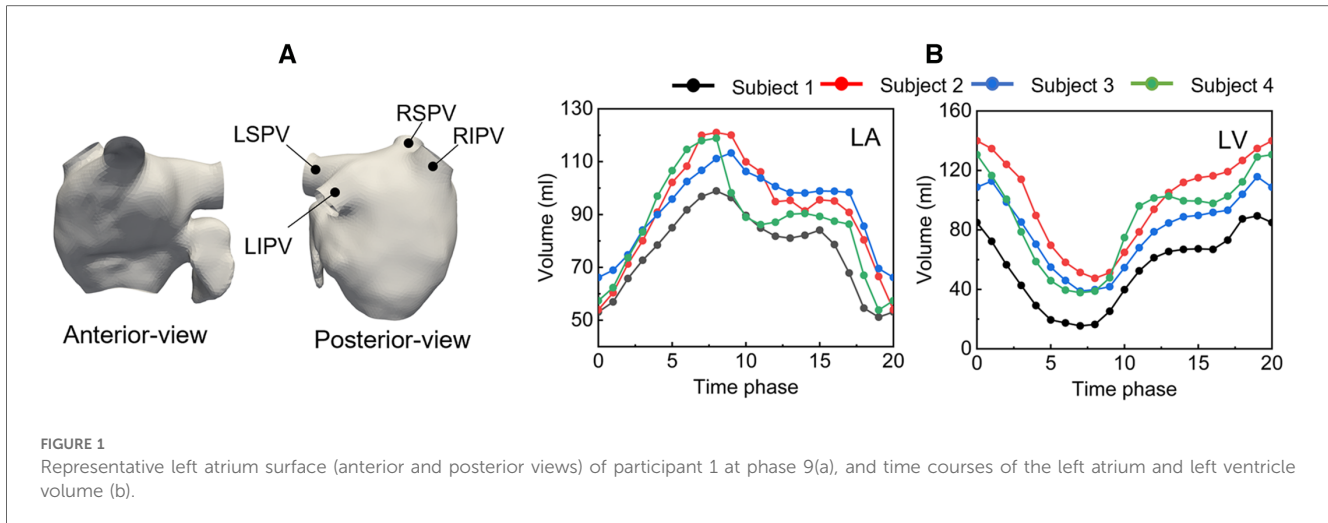 A
LSPV
RSPV
RIPV
LIPV
Anterior-view
Posterior-view
B
Subject 1 Subject 2 Subject 3 Subject 4
LA
Volume (ml)
130
110
90
70
50
0 5 10 15 20
Time phase
LV
Volume (ml)
160
120
80
40
0
0 5 10 15 20
Time phase
FIGURE 1
Representative left atrium surface (anterior and posterior views) of participant 1 at phase 9(a), and time courses of the left atrium and left ventricle
volume (b).